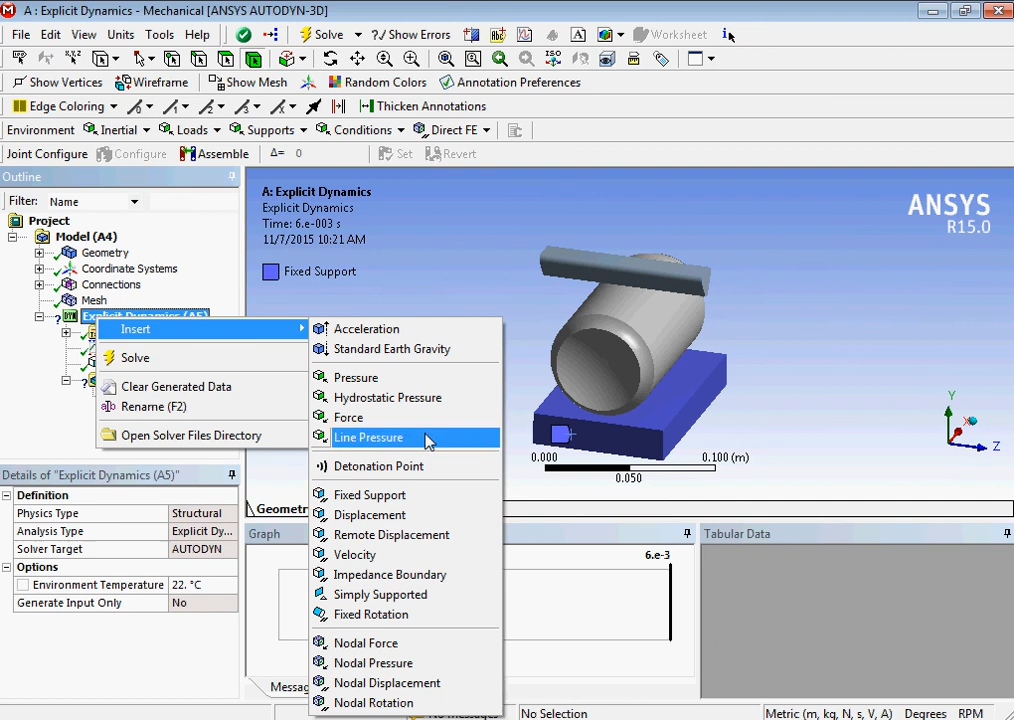 A : Explicit Dynamics - Mechanical [ANSYS AUTODYN-3D]
File Edit View Units Tools Help Solve ?/ Show Errors Worksheet
Show Vertices Wireframe Show Mesh Random Colors Annotation Preferences
Edge Coloring Thicken Annotations
Environment Inertial Loads Supports Conditions Direct FE
Joint Configure Configure Assemble Δ= 0 Set Revert
Outline
Filter: Name
Project
Model (A4)
Geometry
Coordinate Systems
Connections
Mesh
Explicit Dynamics (A5)
Insert
Solve
Clear Generated Data
Rename (F2)
Open Solver Files Directory
Acceleration
Standard Earth Gravity
Pressure
Hydrostatic Pressure
Force
Line Pressure
Detonation Point
Fixed Support
Displacement
Remote Displacement
Velocity
Impedance Boundary
Simply Supported
Fixed Rotation
Nodal Force
Nodal Pressure
Nodal Displacement
Nodal Rotation
A: Explicit Dynamics
Explicit Dynamics
Time: 6.e-003 s
11/7/2015 10:21 AM
Fixed Support
ANSYS
R15.0
Y
X
Z
0.000 0.100 (m)
0.050
Details of "Explicit Dynamics (A5)"
Definition
Physics Type Structural
Analysis Type Explicit Dy...
Solver Target AUTODYN
Options
Environment Temperature 22. °C
Generate Input Only No
Geometr
Graph
6.e-3
Tabular Data
Messag
No Messages No Selection Metric (m, kg, N, s, V, A) Degrees RPM